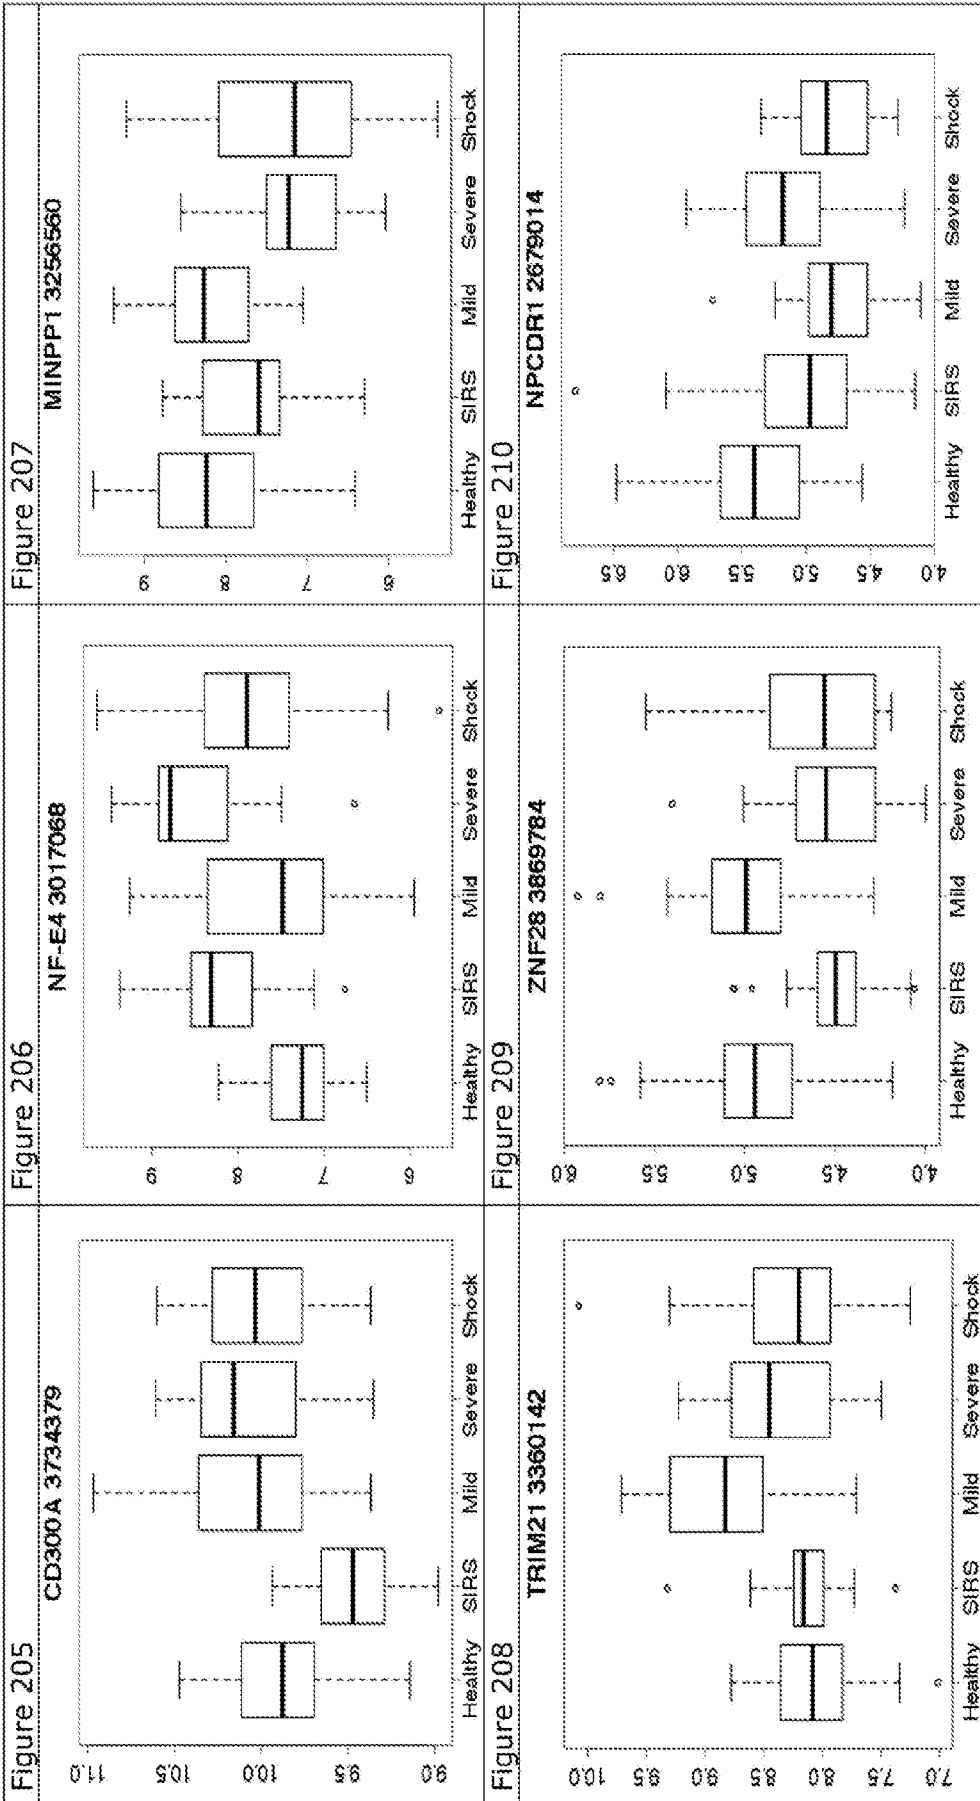 Figure 205
CD300A 3734379
11.0
10.5
10.0
9.5
9.0
Healthy SIRS Mild Severe Shock
Figure 206
NF-E4 3017068
9
8
7
6
Healthy SIRS Mild Severe Shock
Figure 207
MINPP1 3256560
9
8
7
6
Healthy SIRS Mild Severe Shock
Figure 208
TRIM21 3360142
10.0
9.5
9.0
8.5
8.0
7.5
7.0
Healthy SIRS Mild Severe Shock
Figure 209
ZNF28 3869784
6.0
5.5
5.0
4.5
4.0
Healthy SIRS Mild Severe Shock
Figure 210
NPCDR1 2679014
6.5
6.0
5.5
5.0
4.5
4.0
Healthy SIRS Mild Severe Shock